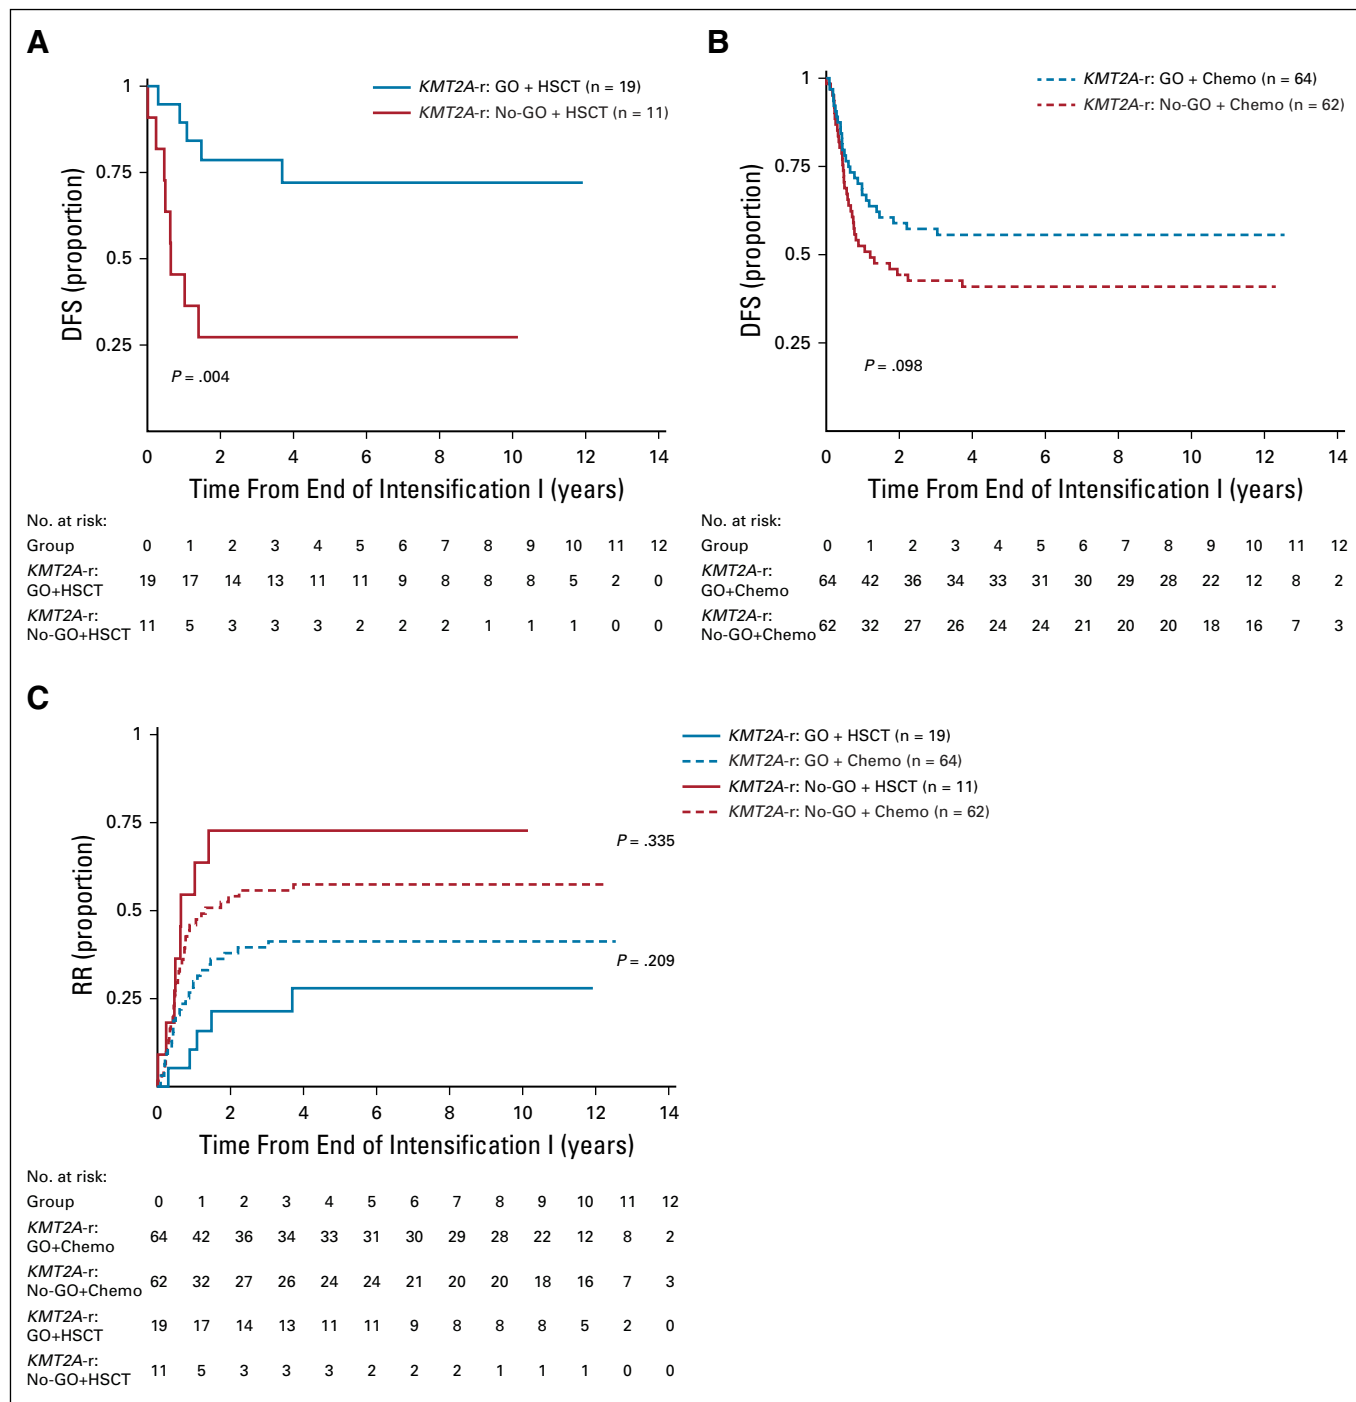 A
1
0.75
0.5
0.25
DFS (proportion)
KMT2A-r: GO + HSCT (n = 19)
KMT2A-r: No-GO + HSCT (n = 11)
P = .004
0 2 4 6 8 10 12 14
Time From End of Intensification I (years)
No. at risk:
Group 0 1 2 3 4 5 6 7 8 9 10 11 12
KMT2A-r:
GO+HSCT 19 17 14 13 11 11 9 8 8 8 5 2 0
KMT2A-r:
No-GO+HSCT 11 5 3 3 3 2 2 2 1 1 1 0 0
B
1
0.75
0.5
0.25
DFS (proportion)
KMT2A-r: GO + Chemo (n = 64)
KMT2A-r: No-GO + Chemo (n = 62)
P = .098
0 2 4 6 8 10 12 14
Time From End of Intensification I (years)
No. at risk:
Group 0 1 2 3 4 5 6 7 8 9 10 11 12
KMT2A-r:
GO+Chemo 64 42 36 34 33 31 30 29 28 22 12 8 2
KMT2A-r:
No-GO+Chemo 62 32 27 26 24 24 21 20 20 18 16 7 3
C
1
0.75
0.5
0.25
RR (proportion)
KMT2A-r: GO + HSCT (n = 19)
KMT2A-r: GO + Chemo (n = 64)
KMT2A-r: No-GO + HSCT (n = 11)
KMT2A-r: No-GO + Chemo (n = 62)
P = .335
P = .209
0 2 4 6 8 10 12 14
Time From End of Intensification I (years)
No. at risk:
Group 0 1 2 3 4 5 6 7 8 9 10 11 12
KMT2A-r:
GO+Chemo 64 42 36 34 33 31 30 29 28 22 12 8 2
KMT2A-r:
No-GO+Chemo 62 32 27 26 24 24 21 20 20 18 16 7 3
KMT2A-r:
GO+HSCT 19 17 14 13 11 11 9 8 8 8 5 2 0
KMT2A-r:
No-GO+HSCT 11 5 3 3 3 2 2 2 1 1 1 0 0